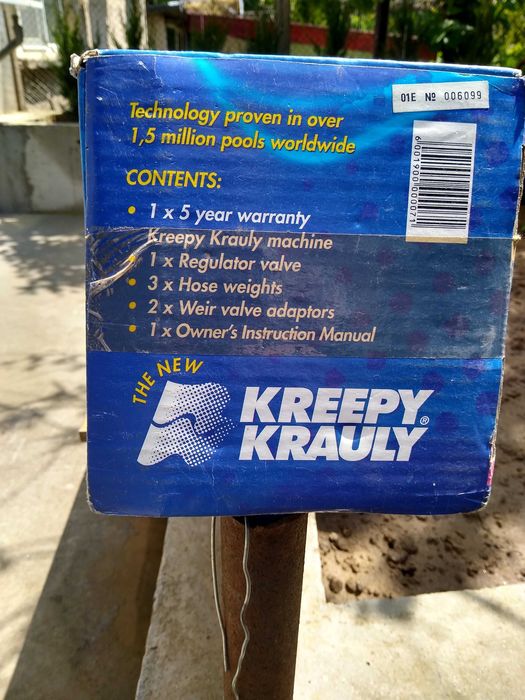 Technology proven in over
1,5 million pools worldwide
01E Nº 006099
6001900000071
CONTENTS:
• 1 x 5 year warranty
Kreepy Krauly machine
• 1 x Regulator valve
• 3 x Hose weights
• 2 x Weir valve adaptors
• 1 x Owner's Instruction Manual
THE NEW
KREEPY
KRAULY®